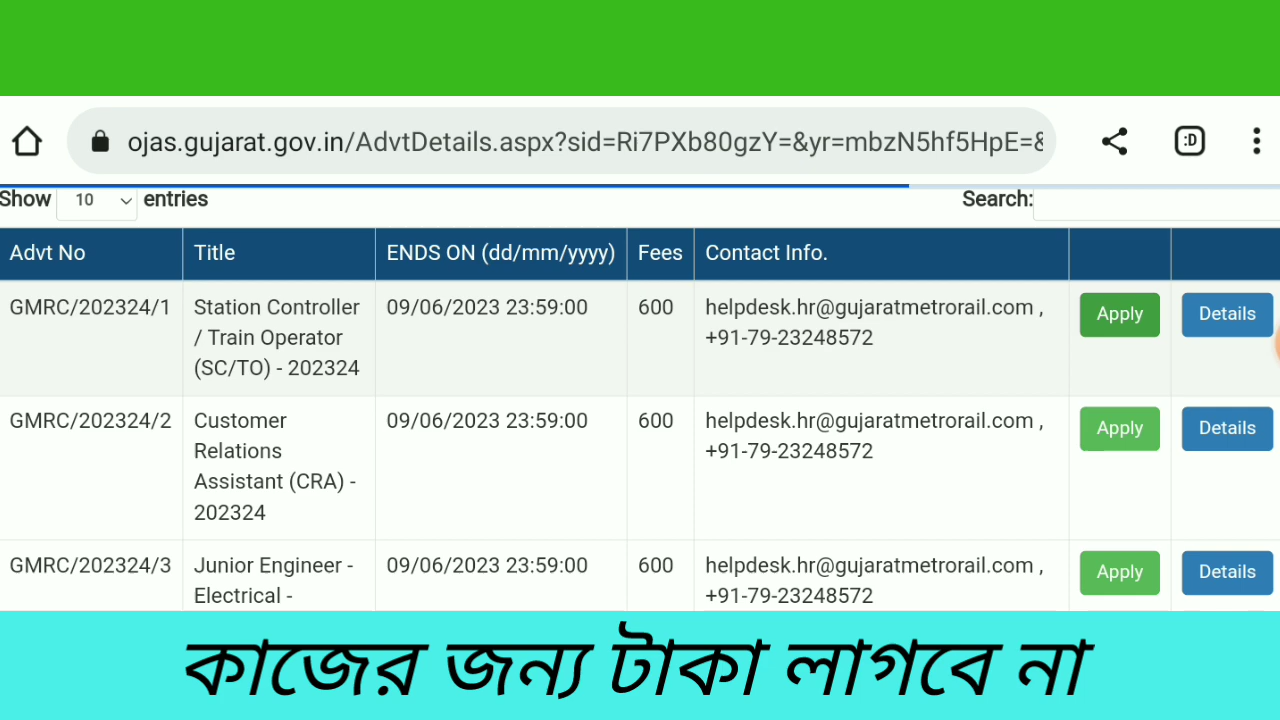 ojas.gujarat.gov.in/AdvtDetails.aspx?sid=Ri7PXb80gzY=&yr=mbzN5hf5HpE=&
:D
Show 10 entries Search:
Advt No Title ENDS ON (dd/mm/yyyy) Fees Contact Info.
GMRC/202324/1 Station Controller 09/06/2023 23:59:00 600 helpdesk.hr@gujaratmetrorail.com , Apply Details
/ Train Operator +91-79-23248572
(SC/TO) - 202324
GMRC/202324/2 Customer 09/06/2023 23:59:00 600 helpdesk.hr@gujaratmetrorail.com , Apply Details
Relations +91-79-23248572
Assistant (CRA) -
202324
GMRC/202324/3 Junior Engineer - 09/06/2023 23:59:00 600 helpdesk.hr@gujaratmetrorail.com , Apply Details
Electrical - +91-79-23248572
কাজের জন্য টাকা লাগবে না